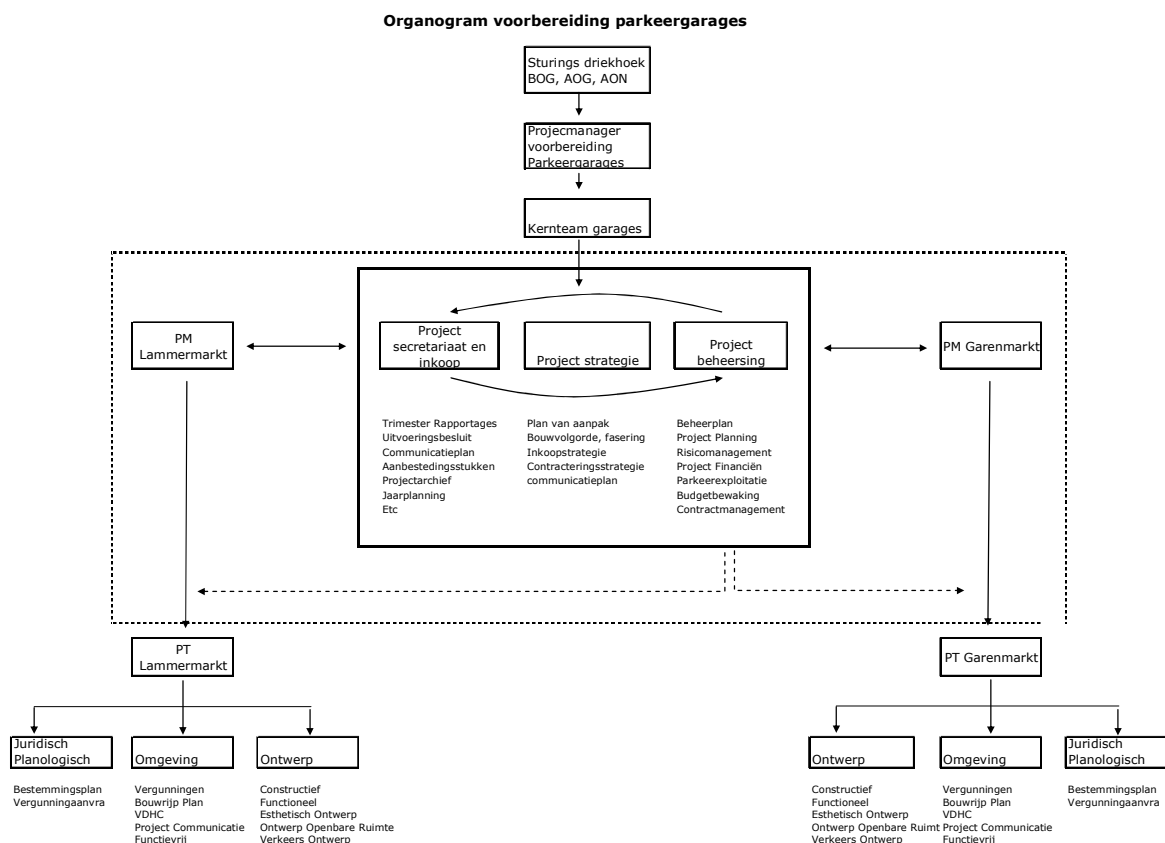 Organogram voorbereiding parkeergarages
Sturings driekhoek
BOG, AOG, AON
Projecmanager
voorbereiding
Parkeergarages
Kernteam garages
PM
Lammermarkt
Project
secretariaat en
inkoop
Project strategie
Project
beheersing
PM Garenmarkt
Trimester Rapportages
Uitvoeringsbesluit
Communicatieplan
Aanbestedingsstukken
Projectarchief
Jaarplanning
Etc
Plan van aanpak
Bouwvolgorde, fasering
Inkoopstrategie
Contracteringsstrategie
communicatieplan
Beheerplan
Project Planning
Risicomanagement
Project Financiën
Parkeerexploitatie
Budgetbewaking
Contractmanagement
PT
Lammermarkt
PT Garenmarkt
Juridisch
Planologisch
Omgeving
Ontwerp
Bestemmingsplan
Vergunningaanvra
Vergunningen
Bouwrijp Plan
VDHC
Project Communicatie
Functievrij
Constructief
Functioneel
Esthetisch Ontwerp
Ontwerp Openbare Ruimte
Verkeers Ontwerp
Ontwerp
Omgeving
Juridisch
Planologisch
Constructief
Functioneel
Esthetisch Ontwerp
Ontwerp Openbare Ruimt
Verkeers Ontwerp
Vergunningen
Bouwrijp Plan
VDHC
Project Communicatie
Functievrij
Bestemmingsplan
Vergunningaanvra